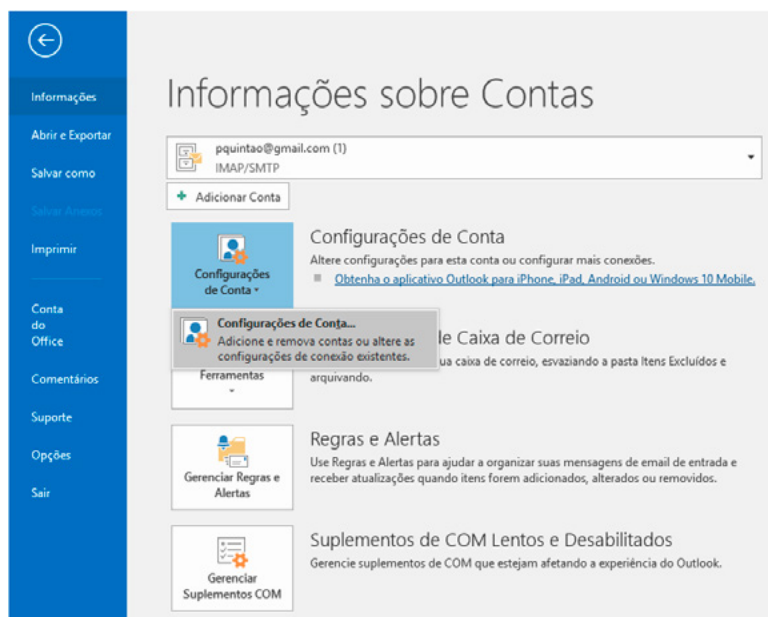 Informações
Abrir e Exportar
Salvar como
Salvar Anexos
Imprimir
Conta
do
Office
Comentários
Suporte
Opções
Sair
Informações sobre Contas
pquintao@gmail.com (1)
IMAP/SMTP
Adicionar Conta
Configurações
de Conta
Configurações de Conta
Altere configurações para esta conta ou configurar mais conexões.
Obtenha o aplicativo Outlook para iPhone, iPad, Android ou Windows 10 Mobile.
Configurações de Conta...
Adicione e remova contas ou altere as
configurações de conexão existentes.
Ferramentas
de Caixa de Correio
ua caixa de correio, esvaziando a pasta Itens Excluídos e
arquivando.
Gerenciar Regras e
Alertas
Regras e Alertas
Use Regras e Alertas para ajudar a organizar suas mensagens de email de entrada e
receber atualizações quando itens forem adicionados, alterados ou removidos.
Gerenciar
Suplementos COM
Suplementos de COM Lentos e Desabilitados
Gerencie suplementos de COM que estejam afetando a experiência do Outlook.